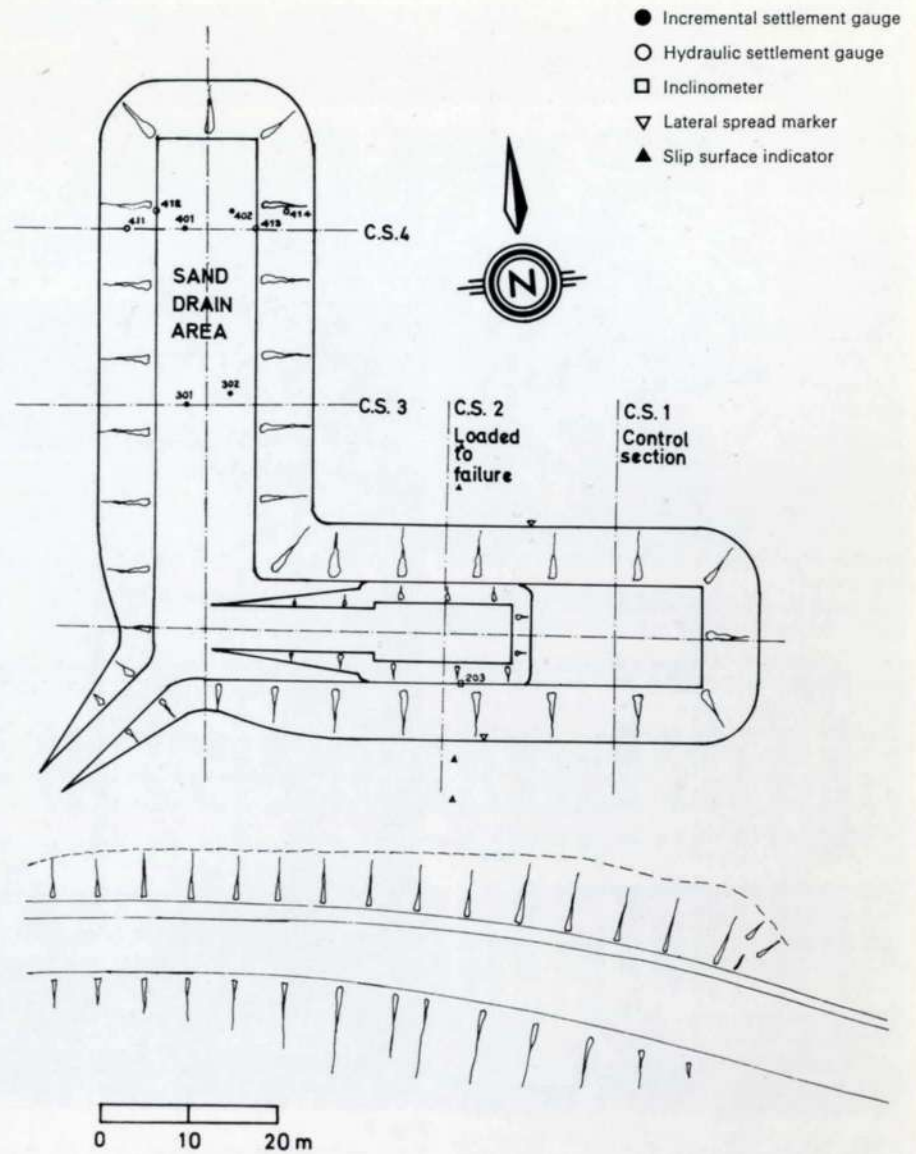 Incremental settlement gauge
Hydraulic settlement gauge
Inclinometer
Lateral spread marker
Slip surface indicator
412
411
401
402
413
414
C.S.4
SAND
DRAIN
AREA
N
301
302
C.S. 3
C.S. 2
Loaded
to
failure
C.S. 1
Control
section
203
0 10 20 m